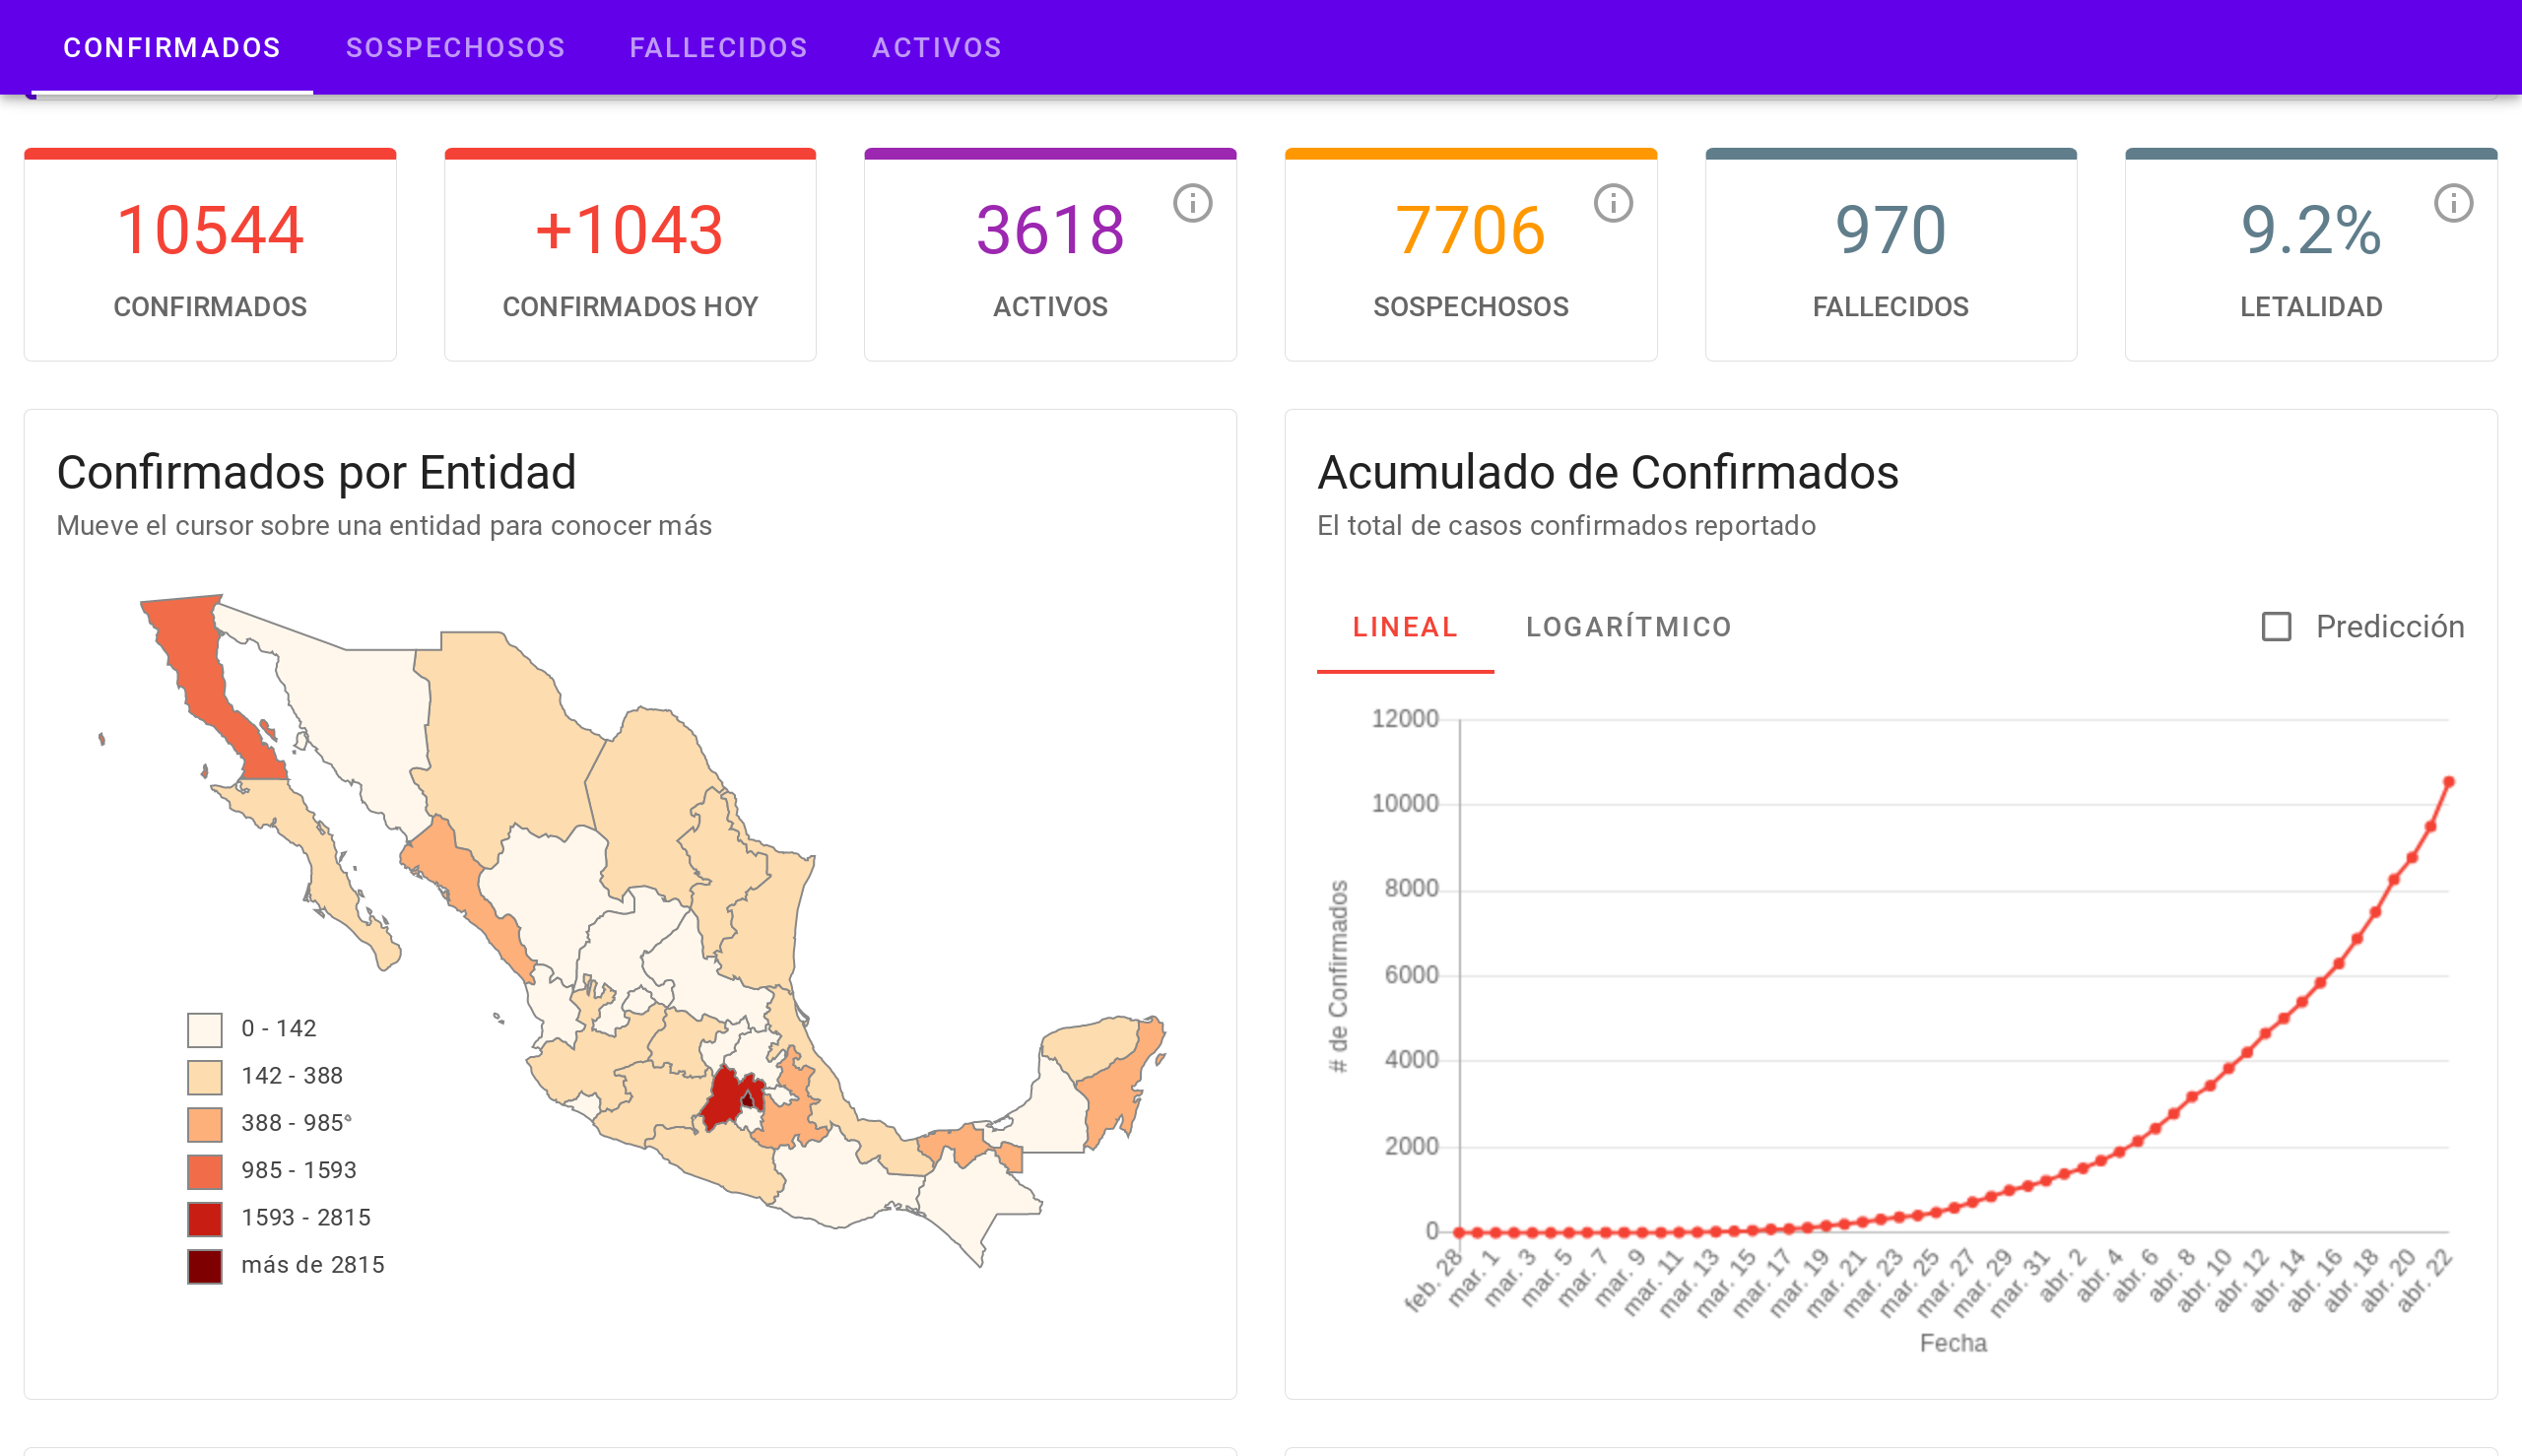 CONFIRMADOS SOSPECHOSOS FALLECIDOS ACTIVOS
10544
CONFIRMADOS
+1043
CONFIRMADOS HOY
3618
ACTIVOS
7706
SOSPECHOSOS
970
FALLECIDOS
9.2%
LETALIDAD
Confirmados por Entidad
Mueve el cursor sobre una entidad para conocer más
0 - 142
142 - 388
388 - 985
985 - 1593
1593 - 2815
más de 2815
Acumulado de Confirmados
El total de casos confirmados reportado
LINEAL LOGARÍTMICO
Predicción
# de Confirmados
12000
10000
8000
6000
4000
2000
0
feb. 28
mar. 1
mar. 3
mar. 5
mar. 7
mar. 9
mar. 11
mar. 13
mar. 15
mar. 17
mar. 19
mar. 21
mar. 23
mar. 25
mar. 27
mar. 29
mar. 31
abr. 2
abr. 4
abr. 6
abr. 8
abr. 10
abr. 12
abr. 14
abr. 16
abr. 18
abr. 20
abr. 22
Fecha